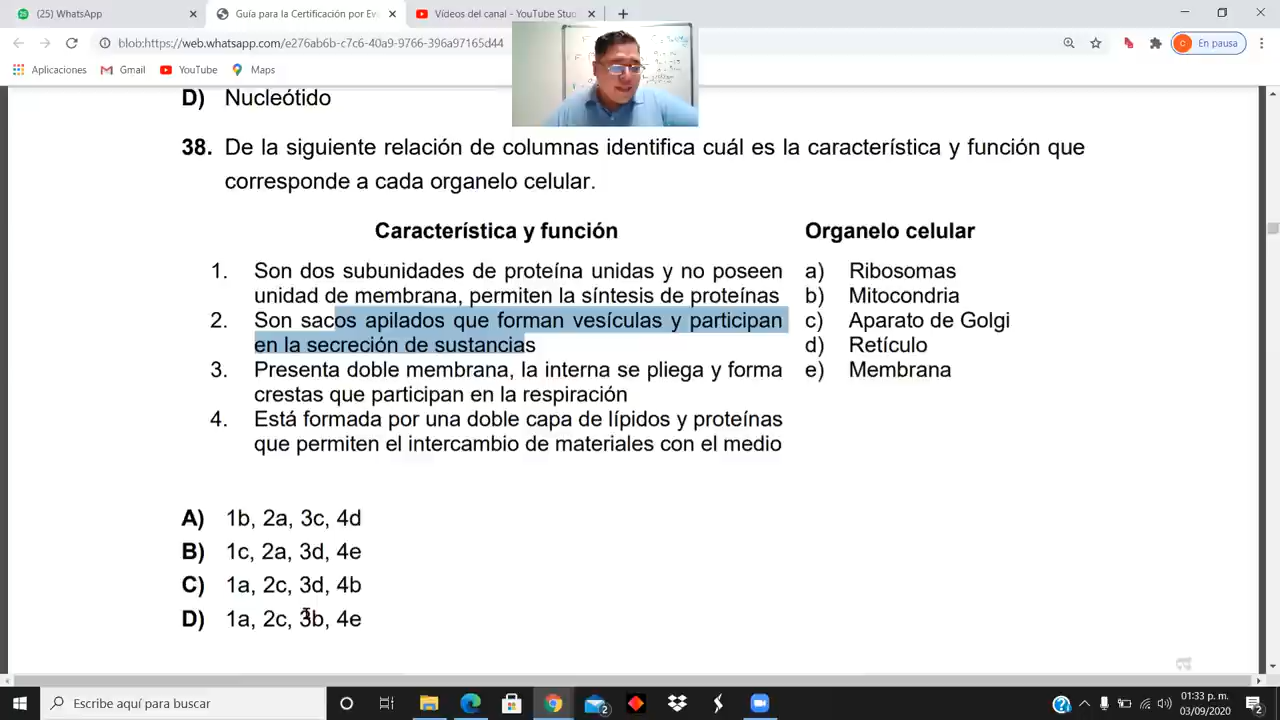 (25) WhatsApp
Guía para la Certificación por Ev
Vídeos del canal - YouTube Stu
blob:https://web.whatsapp.com/e276ab6b-c7c6-40a9-9766-396a97165d44
En pausa
Aplicaciones
Gmail
YouTube
Maps
D) Nucleótido
38. De la siguiente relación de columnas identifica cuál es la característica y función que
corresponde a cada organelo celular.
Característica y función
Organelo celular
1. Son dos subunidades de proteína unidas y no poseen
unidad de membrana, permiten la síntesis de proteínas
2. Son sacos apilados que forman vesículas y participan
en la secreción de sustancias
3. Presenta doble membrana, la interna se pliega y forma
crestas que participan en la respiración
4. Está formada por una doble capa de lípidos y proteínas
que permiten el intercambio de materiales con el medio
a) Ribosomas
b) Mitocondria
c) Aparato de Golgi
d) Retículo
e) Membrana
A) 1b, 2a, 3c, 4d
B) 1c, 2a, 3d, 4e
C) 1a, 2c, 3d, 4b
D) 1a, 2c, 3b, 4e
Escribe aquí para buscar
01:33 p. m.
03/09/2020